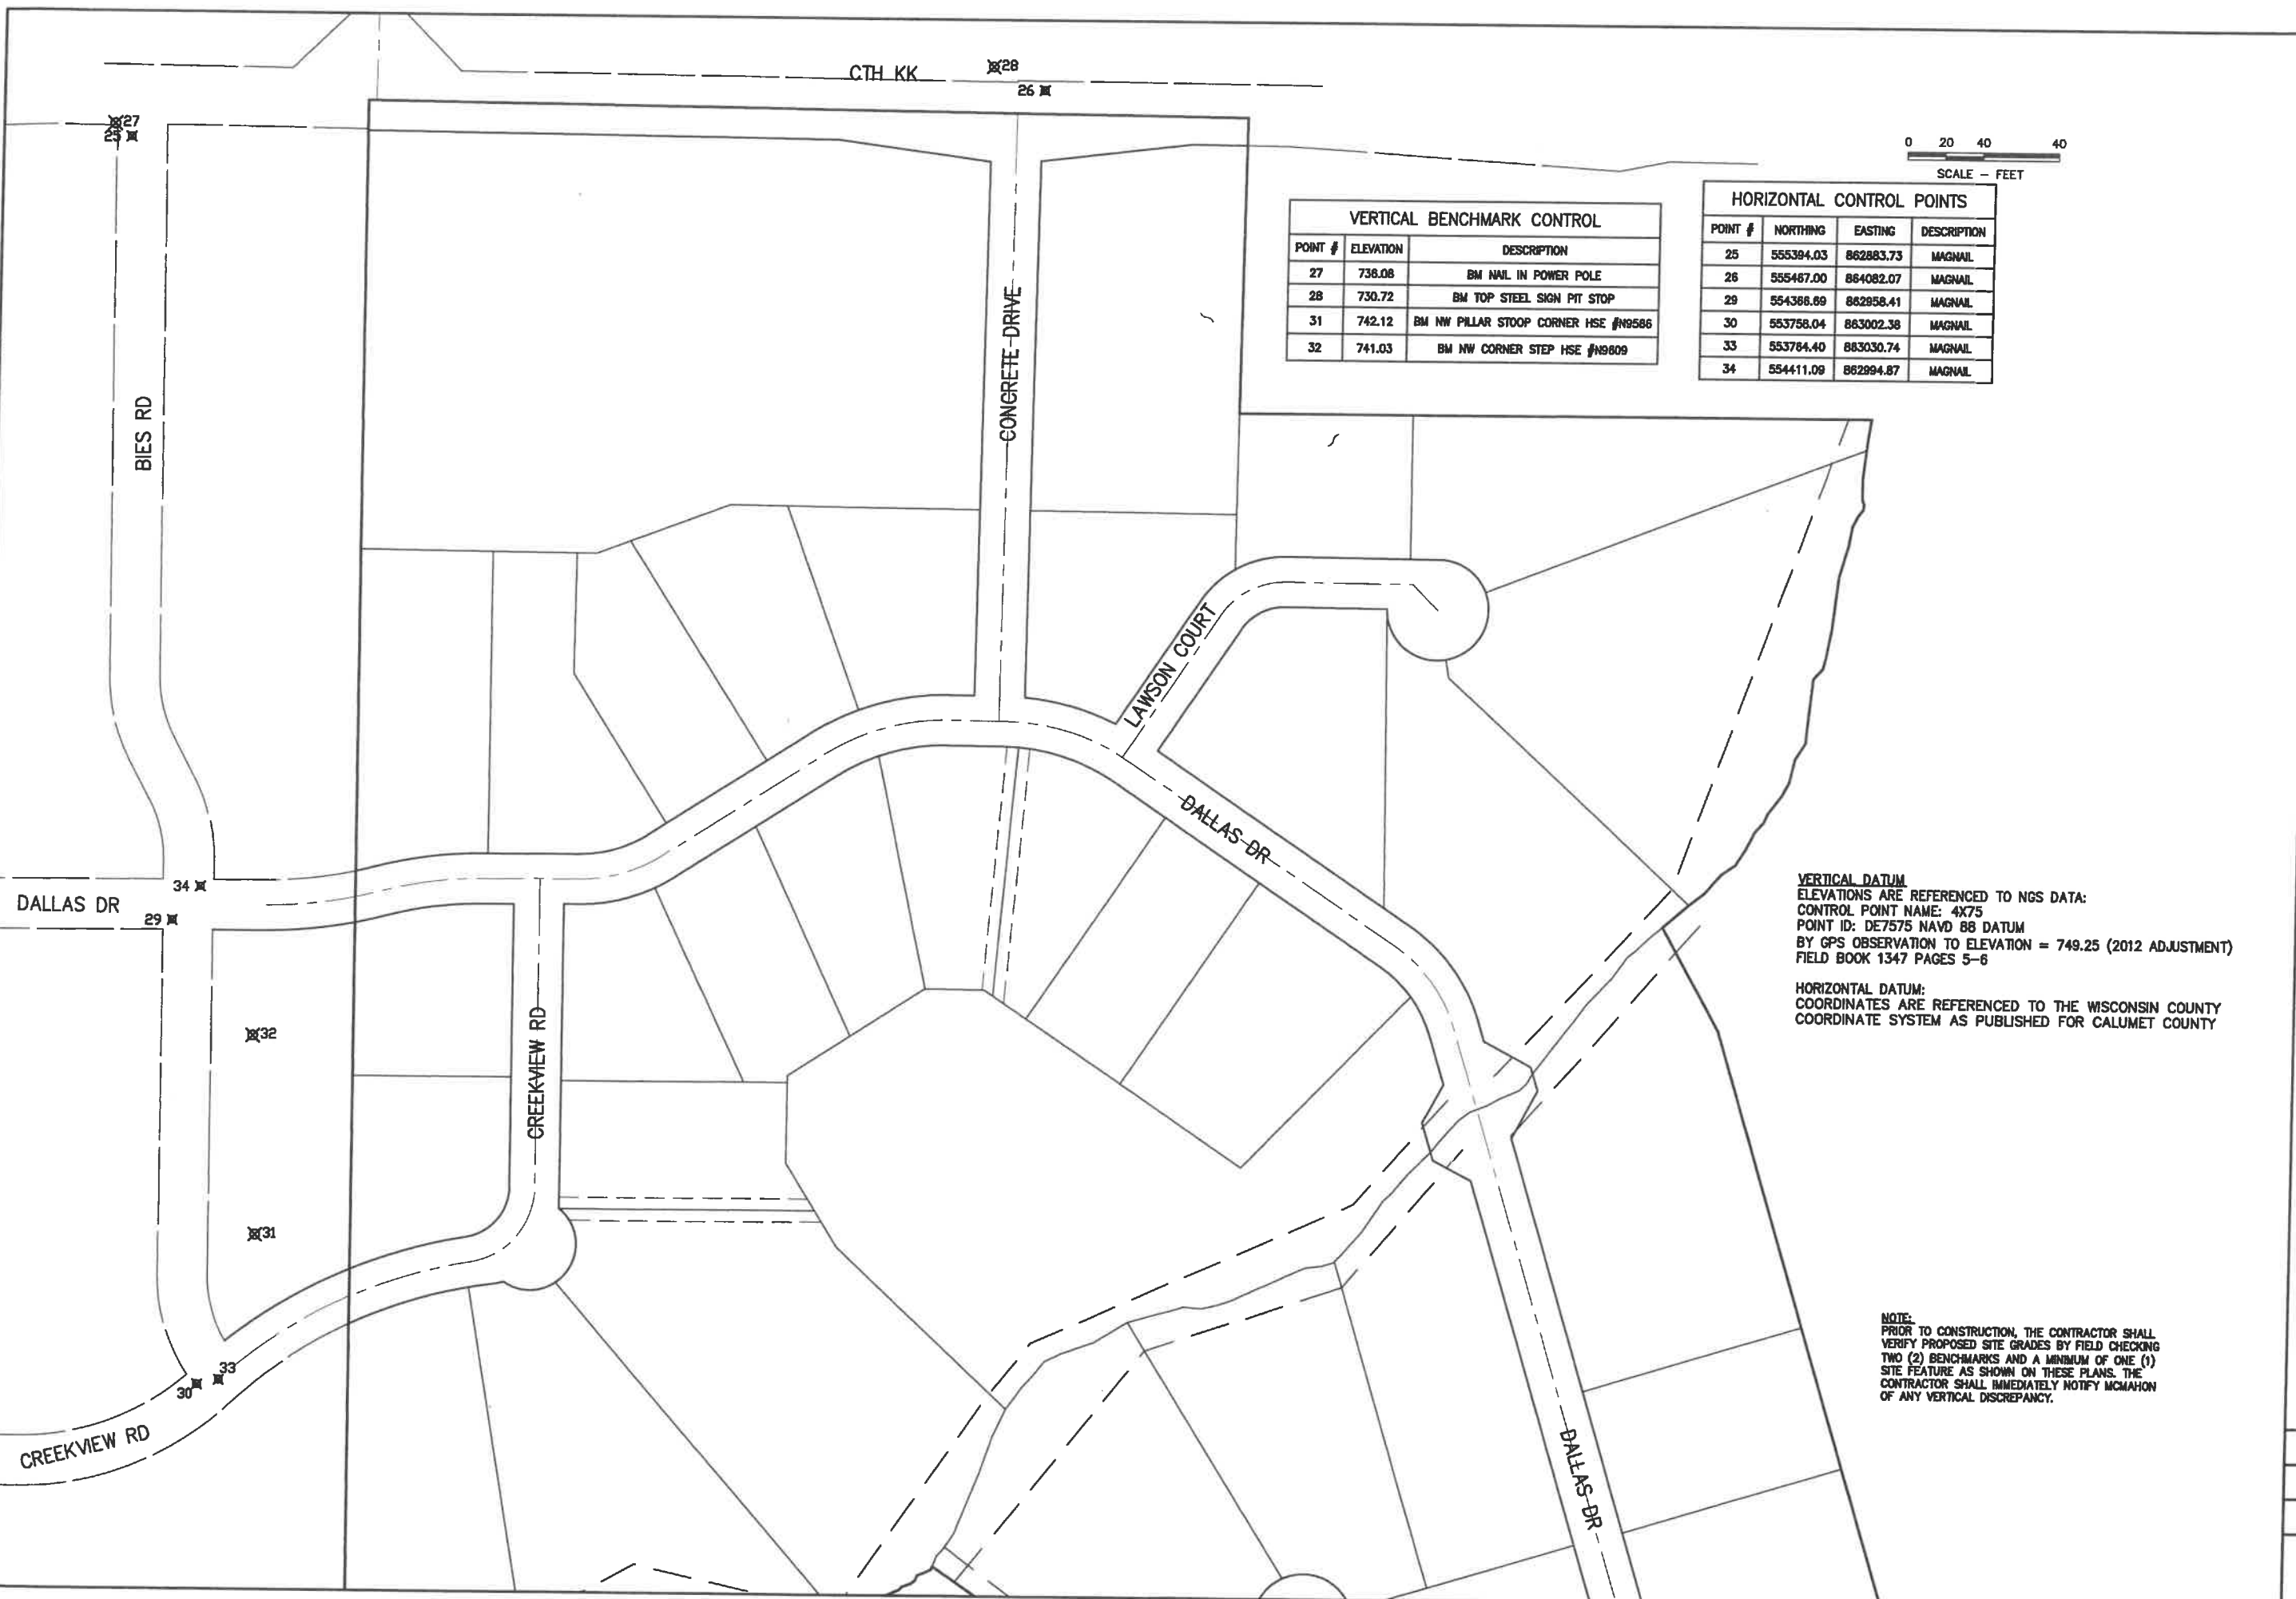 CTH KK
28
26
27
25
0 20 40 40
SCALE – FEET
VERTICAL BENCHMARK CONTROL
POINT # ELEVATION DESCRIPTION
27 736.08 BM NAIL IN POWER POLE
28 730.72 BM TOP STEEL SIGN PIT STOP
31 742.12 BM NW PILLAR STOOP CORNER HSE #N9586
32 741.03 BM NW CORNER STEP HSE #N9609
HORIZONTAL CONTROL POINTS
POINT # NORTHING EASTING DESCRIPTION
25 555394.03 862883.73 MAGNAIL
26 555467.00 864082.07 MAGNAIL
29 554366.69 862958.41 MAGNAIL
30 553758.04 863002.38 MAGNAIL
33 553764.40 863030.74 MAGNAIL
34 554411.09 862994.87 MAGNAIL
CONCRETE DRIVE
BIES RD
LAWSON COURT
DALLAS DR
34
DALLAS DR
29
32
CREEKVIEW RD
31
33
30
CREEKVIEW RD
DALLAS DR
VERTICAL DATUM
ELEVATIONS ARE REFERENCED TO NGS DATA:
CONTROL POINT NAME: 4X75
POINT ID: DE7575 NAVD 88 DATUM
BY GPS OBSERVATION TO ELEVATION = 749.25 (2012 ADJUSTMENT)
FIELD BOOK 1347 PAGES 5–6
HORIZONTAL DATUM:
COORDINATES ARE REFERENCED TO THE WISCONSIN COUNTY
COORDINATE SYSTEM AS PUBLISHED FOR CALUMET COUNTY
NOTE:
PRIOR TO CONSTRUCTION, THE CONTRACTOR SHALL
VERIFY PROPOSED SITE GRADES BY FIELD CHECKING
TWO (2) BENCHMARKS AND A MINIMUM OF ONE (1)
SITE FEATURE AS SHOWN ON THESE PLANS. THE
CONTRACTOR SHALL IMMEDIATELY NOTIFY MCMAHON
OF ANY VERTICAL DISCREPANCY.